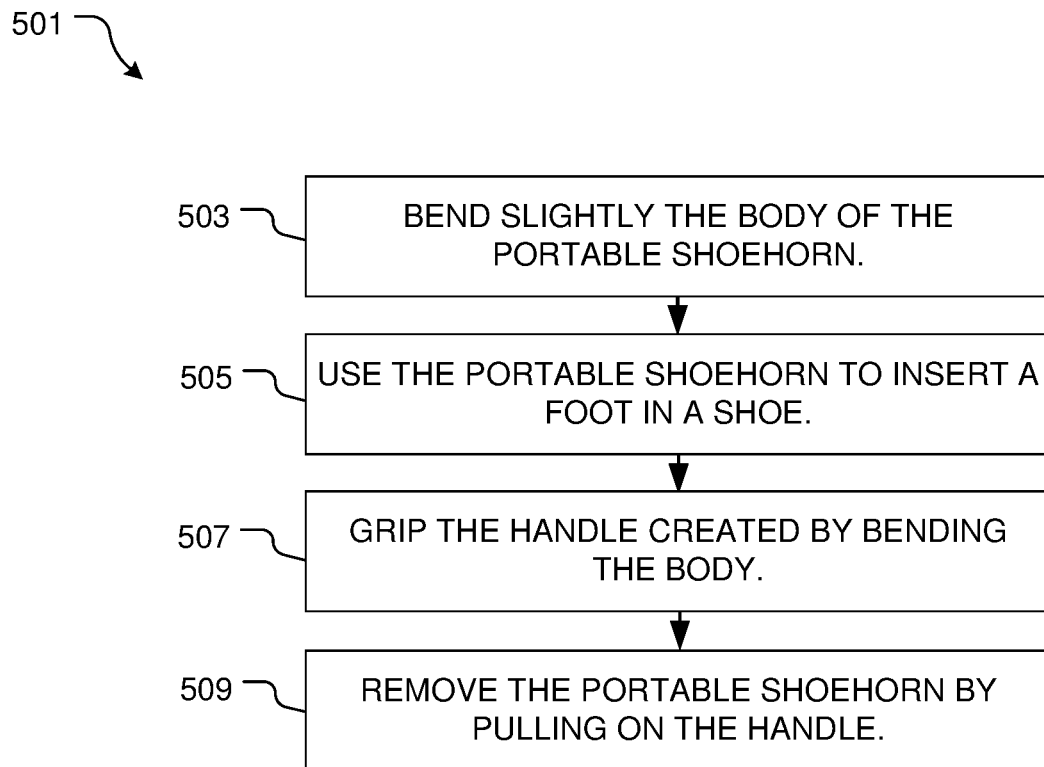 501
503
BEND SLIGHTLY THE BODY OF THE
PORTABLE SHOEHORN.
505
USE THE PORTABLE SHOEHORN TO INSERT A
FOOT IN A SHOE.
507
GRIP THE HANDLE CREATED BY BENDING
THE BODY.
509
REMOVE THE PORTABLE SHOEHORN BY
PULLING ON THE HANDLE.